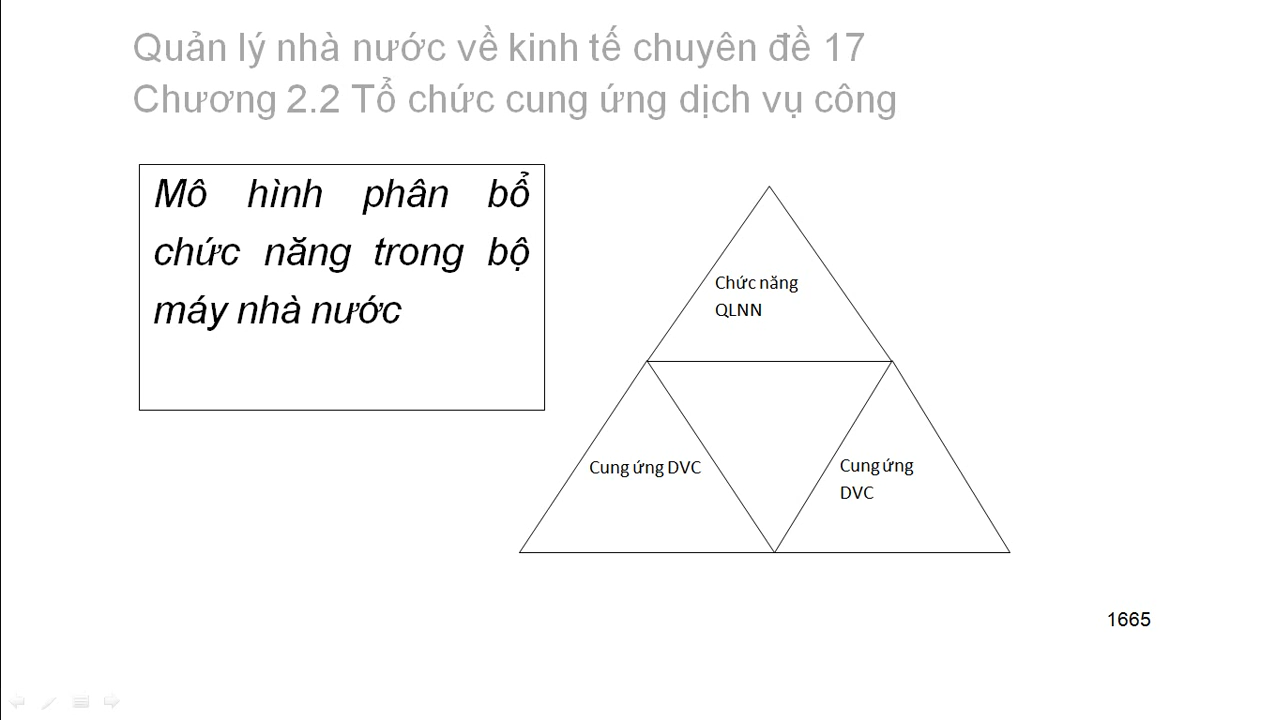 Quản lý nhà nước về kinh tế chuyên đề 17
Chương 2.2 Tổ chức cung ứng dịch vụ công
Mô hình phân bổ
chức năng trong bộ
máy nhà nước
Chức năng
QLNN
Cung ứng DVC
Cung ứng
DVC
1665